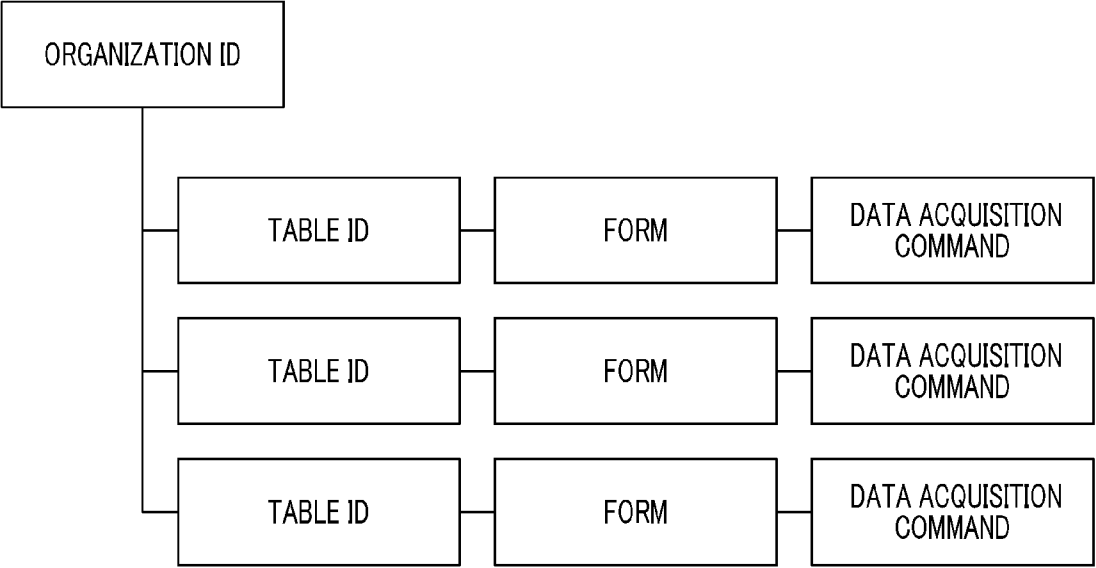 ORGANIZATION ID
TABLE ID
FORM
DATA ACQUISITION
COMMAND
TABLE ID
FORM
DATA ACQUISITION
COMMAND
TABLE ID
FORM
DATA ACQUISITION
COMMAND